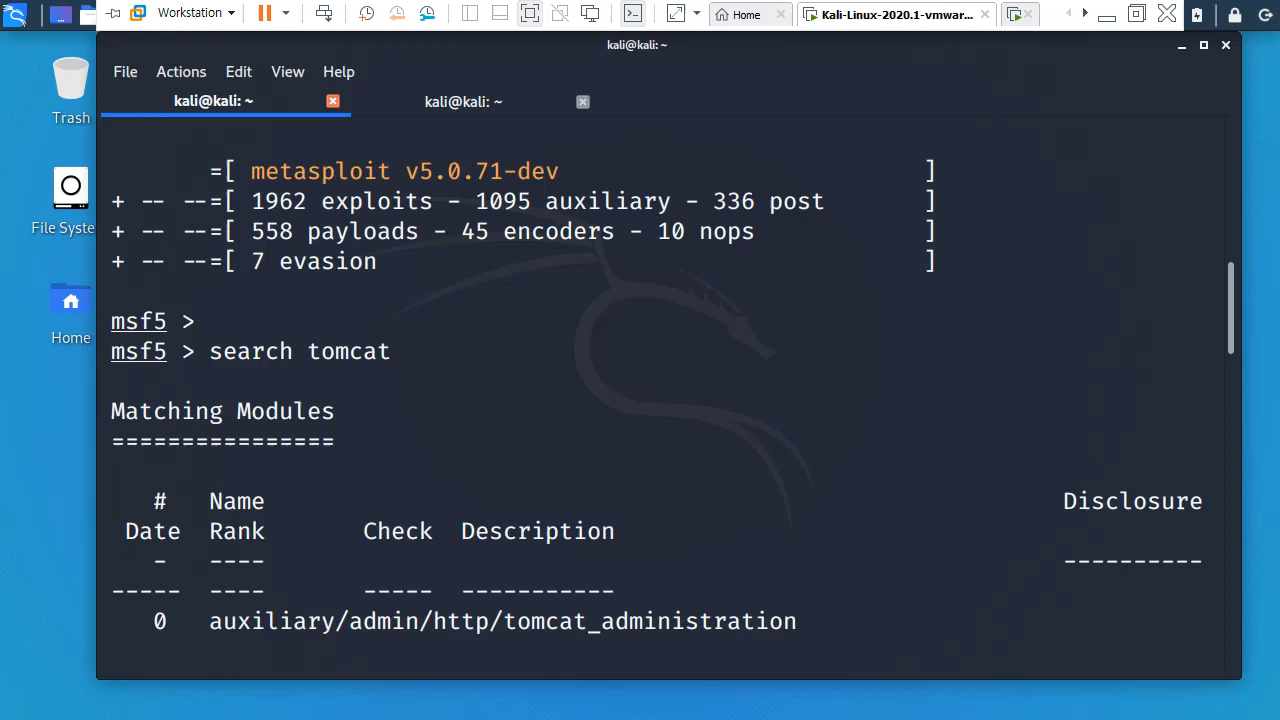 Workstation
Home
Kali-Linux-2020.1-vmwar...
kali@kali: ~
Trash
File Syste
Home
File Actions Edit View Help
kali@kali: ~ kali@kali: ~
=[ metasploit v5.0.71-dev ]
+ -- --=[ 1962 exploits - 1095 auxiliary - 336 post ]
+ -- --=[ 558 payloads - 45 encoders - 10 nops ]
+ -- --=[ 7 evasion ]
msf5 >
msf5 > search tomcat
Matching Modules
================
# Name Disclosure
Date Rank Check Description
- ---- ----------
----- ---- ----- -----------
0 auxiliary/admin/http/tomcat_administration